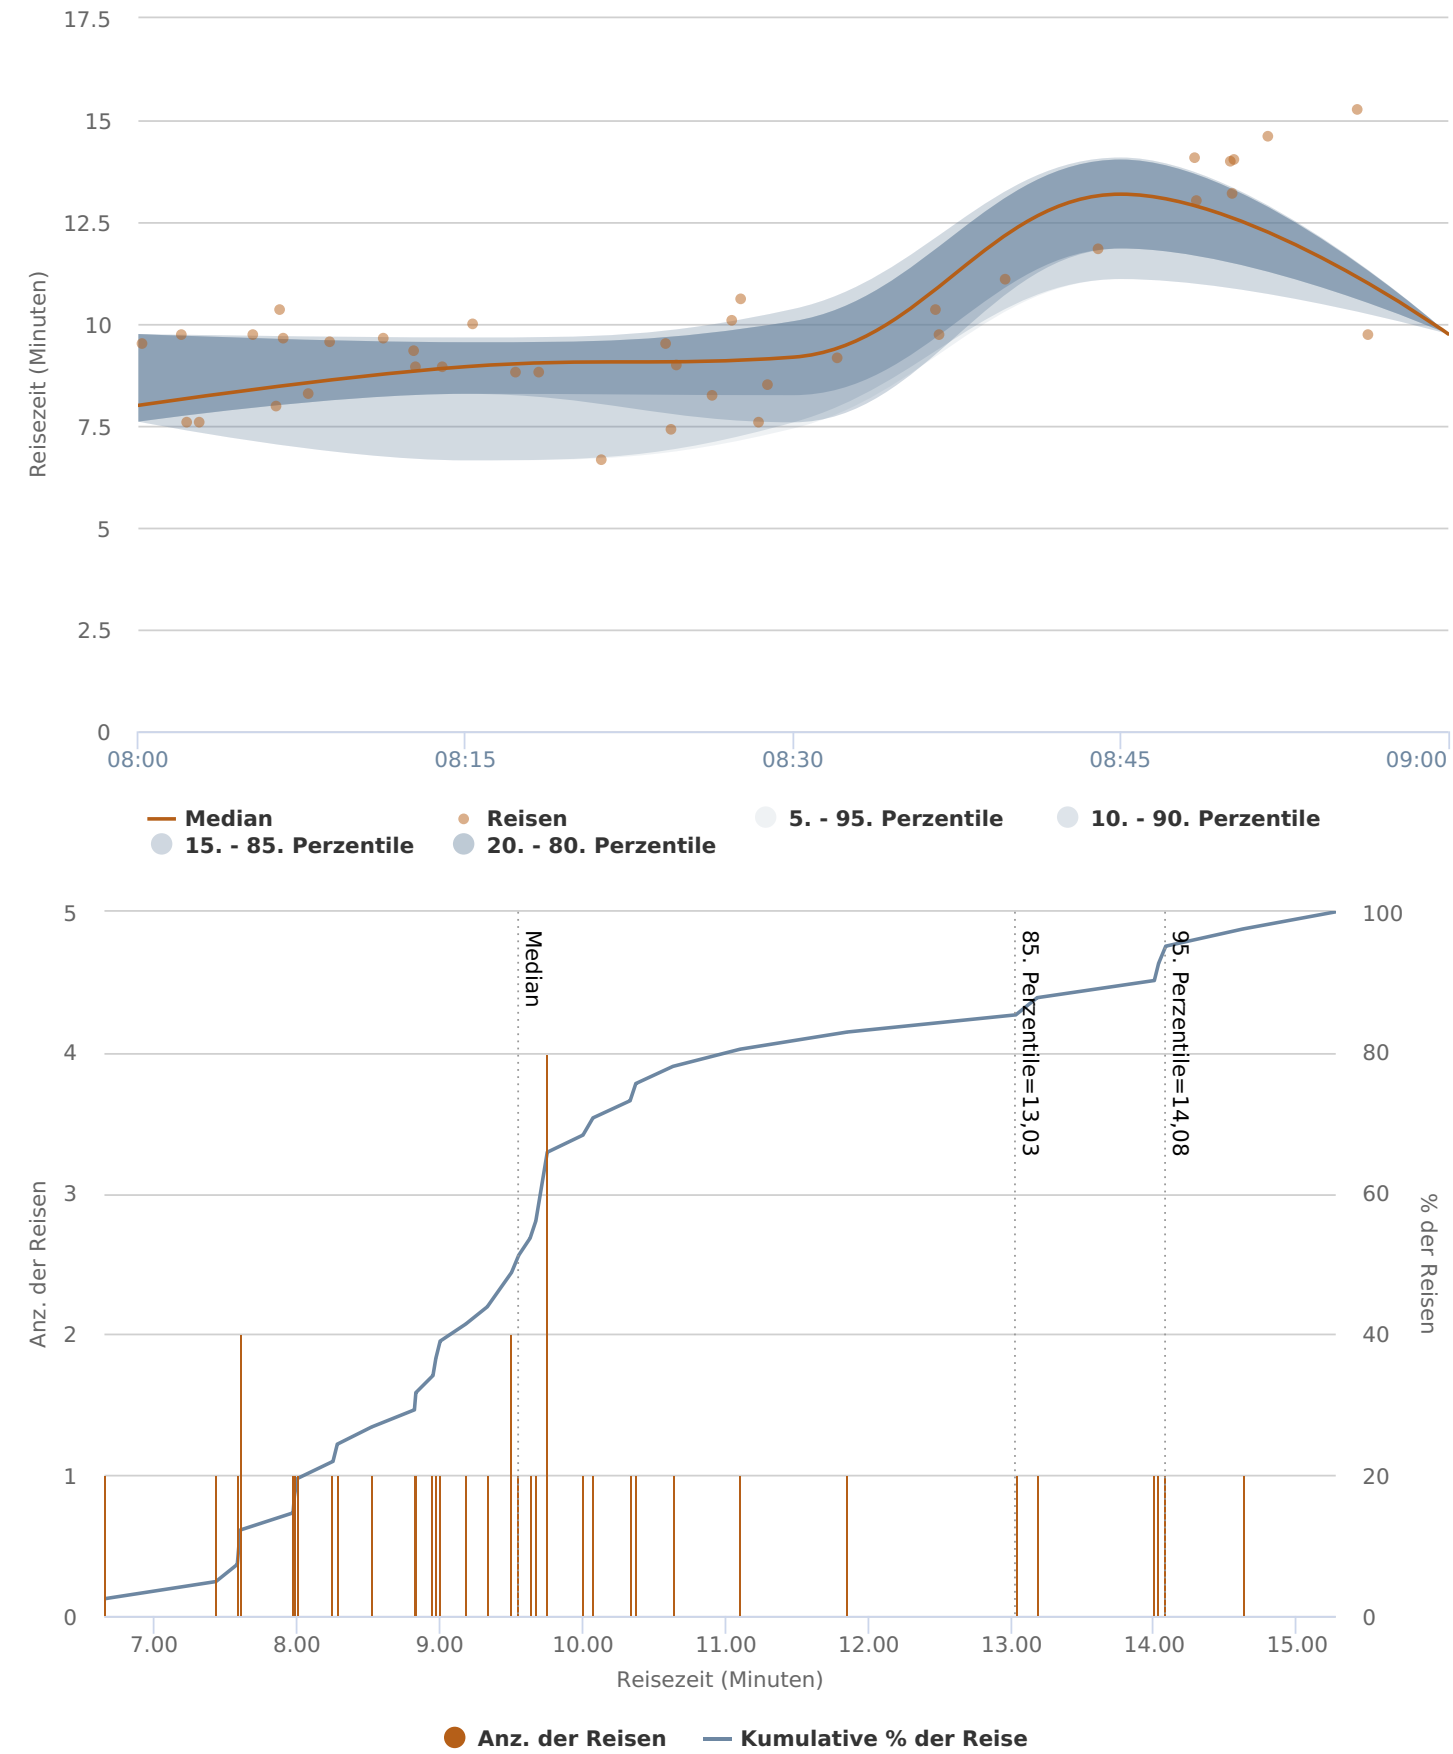 17.5
15
12.5
10
7.5
5
2.5
0
Reisezeit (Minuten)
08:00 08:15 08:30 08:45 09:00
Median Reisen 5. - 95. Perzentile 10. - 90. Perzentile
15. - 85. Perzentile 20. - 80. Perzentile
5 100
4 80
3 60
2 40
1 20
0 0
Anz. der Reisen
% der Reisen
Median
85. Perzentile=13,03
95. Perzentile=14,08
7.00 8.00 9.00 10.00 11.00 12.00 13.00 14.00 15.00
Reisezeit (Minuten)
Anz. der Reisen Kumulative % der Reise